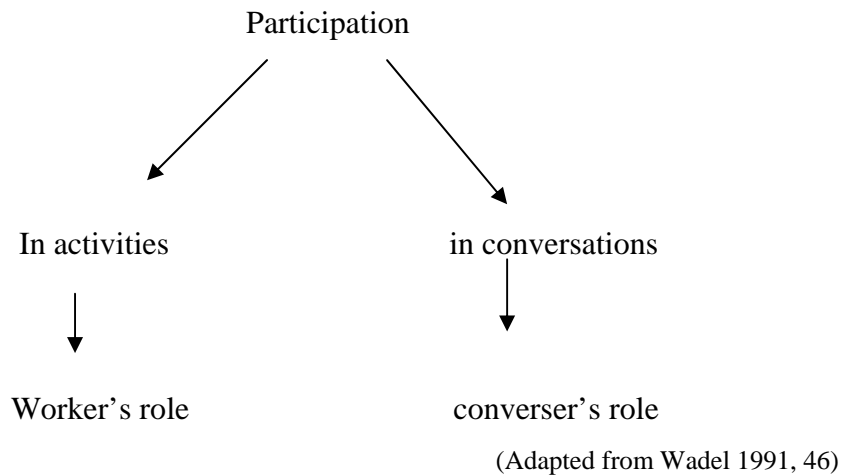 Participation
In activities in conversations
Worker’s role converser’s role
(Adapted from Wadel 1991, 46)